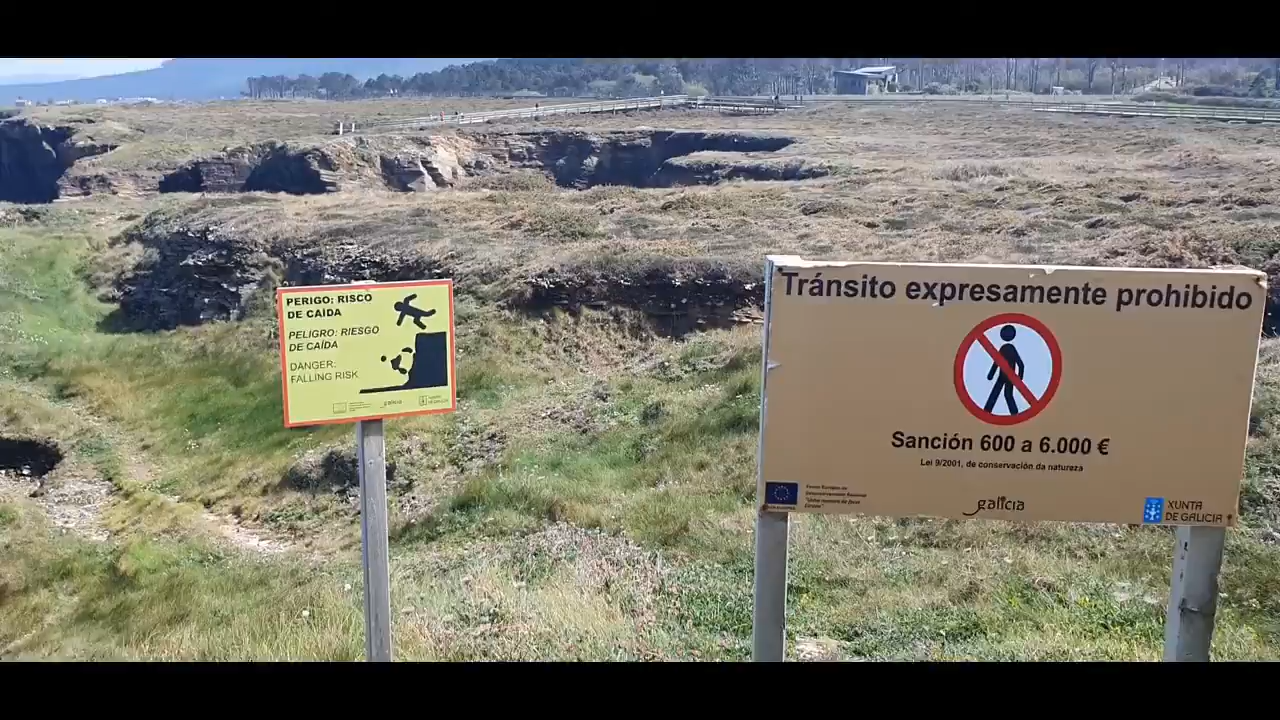 PERIGO: RISCO
DE CAÍDA
PELIGRO: RIESGO
DE CAÍDA
DANGER:
FALLING RISK
galicia
Tránsito expresamente prohibido
Sanción 600 a 6.000 €
Lei 9/2001, de conservación da natureza
galicia
XUNTA
DE GALICIA